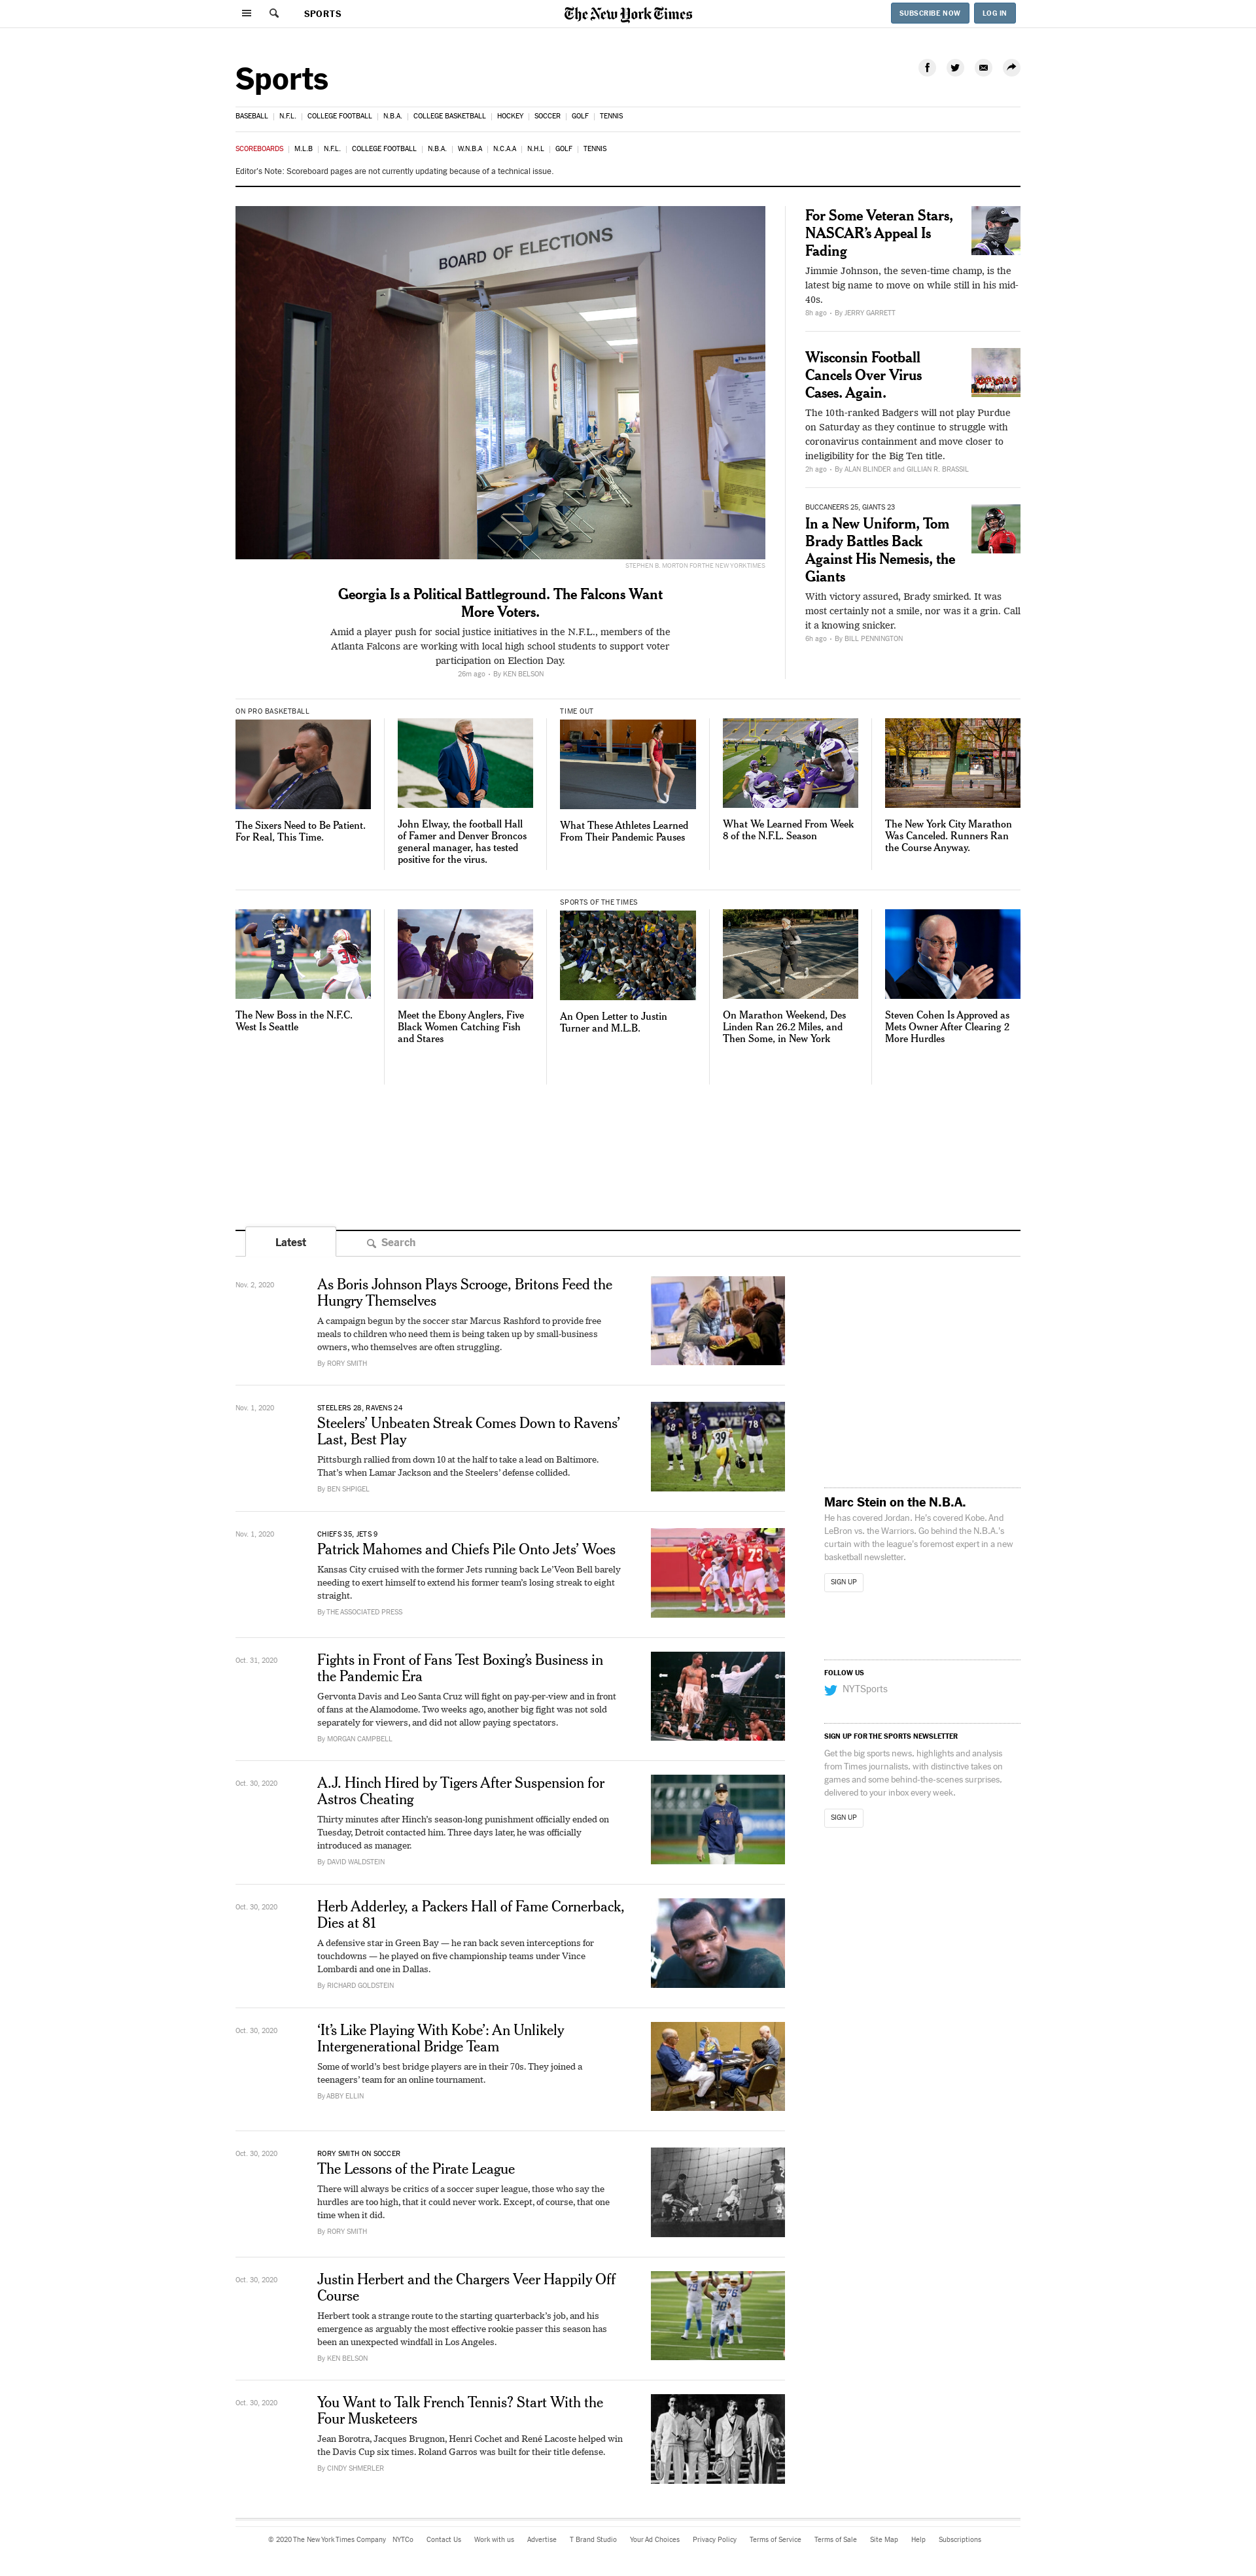 SPORTS
The New York Times
SUBSCRIBE NOW
LOG IN
Sports
BASEBALL | N.F.L. | COLLEGE FOOTBALL | N.B.A. | COLLEGE BASKETBALL | HOCKEY | SOCCER | GOLF | TENNIS
SCOREBOARDS | M.L.B | N.F.L. | COLLEGE FOOTBALL | N.B.A. | W.N.B.A | N.C.A.A | N.H.L | GOLF | TENNIS
Editor's Note: Scoreboard pages are not currently updating because of a technical issue.
BOARD OF ELECTIONS
STEPHEN B. MORTON FOR THE NEW YORK TIMES
Georgia Is a Political Battleground. The Falcons Want
More Voters.
Amid a player push for social justice initiatives in the N.F.L., members of the
Atlanta Falcons are working with local high school students to support voter
participation on Election Day.
26m ago - By KEN BELSON
For Some Veteran Stars,
NASCAR's Appeal Is
Fading
Jimmie Johnson, the seven-time champ, is the
latest big name to move on while still in his mid-
40s.
8h ago - By JERRY GARRETT
Wisconsin Football
Cancels Over Virus
Cases. Again.
The 10th-ranked Badgers will not play Purdue
on Saturday as they continue to struggle with
coronavirus containment and move closer to
ineligibility for the Big Ten title.
2h ago - By ALAN BLINDER and GILLIAN R. BRASSIL
BUCCANEERS 25, GIANTS 23
In a New Uniform, Tom
Brady Battles Back
Against His Nemesis, the
Giants
With victory assured, Brady smirked. It was
most certainly not a smile, nor was it a grin. Call
it a knowing snicker.
6h ago - By BILL PENNINGTON
ON PRO BASKETBALL
The Sixers Need to Be Patient.
For Real, This Time.
John Elway, the football Hall
of Famer and Denver Broncos
general manager, has tested
positive for the virus.
TIME OUT
What These Athletes Learned
From Their Pandemic Pauses
What We Learned From Week
8 of the N.F.L. Season
The New York City Marathon
Was Canceled. Runners Ran
the Course Anyway.
The New Boss in the N.F.C.
West Is Seattle
Meet the Ebony Anglers, Five
Black Women Catching Fish
and Stares
SPORTS OF THE TIMES
An Open Letter to Justin
Turner and M.L.B.
On Marathon Weekend, Des
Linden Ran 26.2 Miles, and
Then Some, in New York
Steven Cohen Is Approved as
Mets Owner After Clearing 2
More Hurdles
Latest
Search
Nov. 2, 2020
As Boris Johnson Plays Scrooge, Britons Feed the
Hungry Themselves
A campaign begun by the soccer star Marcus Rashford to provide free
meals to children who need them is being taken up by small-business
owners, who themselves are often struggling.
By RORY SMITH
Nov. 1, 2020
STEELERS 28, RAVENS 24
Steelers' Unbeaten Streak Comes Down to Ravens'
Last, Best Play
Pittsburgh rallied from down 10 at the half to take a lead on Baltimore.
That's when Lamar Jackson and the Steelers' defense collided.
By BEN SHPIGEL
Nov. 1, 2020
CHIEFS 35, JETS 9
Patrick Mahomes and Chiefs Pile Onto Jets' Woes
Kansas City cruised with the former Jets running back Le'Veon Bell barely
needing to exert himself to extend his former team's losing streak to eight
straight.
By THE ASSOCIATED PRESS
Oct. 31, 2020
Fights in Front of Fans Test Boxing's Business in
the Pandemic Era
Gervonta Davis and Leo Santa Cruz will fight on pay-per-view and in front
of fans at the Alamodome. Two weeks ago, another big fight was not sold
separately for viewers, and did not allow paying spectators.
By MORGAN CAMPBELL
Oct. 30, 2020
A.J. Hinch Hired by Tigers After Suspension for
Astros Cheating
Thirty minutes after Hinch's season-long punishment officially ended on
Tuesday, Detroit contacted him. Three days later, he was officially
introduced as manager.
By DAVID WALDSTEIN
Oct. 30, 2020
Herb Adderley, a Packers Hall of Fame Cornerback,
Dies at 81
A defensive star in Green Bay — he ran back seven interceptions for
touchdowns — he played on five championship teams under Vince
Lombardi and one in Dallas.
By RICHARD GOLDSTEIN
Oct. 30, 2020
'It's Like Playing With Kobe': An Unlikely
Intergenerational Bridge Team
Some of world's best bridge players are in their 70s. They joined a
teenagers' team for an online tournament.
By ABBY ELLIN
Oct. 30, 2020
RORY SMITH ON SOCCER
The Lessons of the Pirate League
There will always be critics of a soccer super league, those who say the
hurdles are too high, that it could never work. Except, of course, that one
time when it did.
By RORY SMITH
Oct. 30, 2020
Justin Herbert and the Chargers Veer Happily Off
Course
Herbert took a strange route to the starting quarterback's job, and his
emergence as arguably the most effective rookie passer this season has
been an unexpected windfall in Los Angeles.
By KEN BELSON
Oct. 30, 2020
You Want to Talk French Tennis? Start With the
Four Musketeers
Jean Borotra, Jacques Brugnon, Henri Cochet and René Lacoste helped win
the Davis Cup six times. Roland Garros was built for their title defense.
By CINDY SHMERLER
Marc Stein on the N.B.A.
He has covered Jordan. He's covered Kobe. And
LeBron vs. the Warriors. Go behind the N.B.A.'s
curtain with the league's foremost expert in a new
basketball newsletter.
SIGN UP
FOLLOW US
NYTSports
SIGN UP FOR THE SPORTS NEWSLETTER
Get the big sports news, highlights and analysis
from Times journalists, with distinctive takes on
games and some behind-the-scenes surprises,
delivered to your inbox every week.
SIGN UP
© 2020 The New York Times Company NYTCo Contact Us Work with us Advertise T Brand Studio Your Ad Choices Privacy Policy Terms of Service Terms of Sale Site Map Help Subscriptions